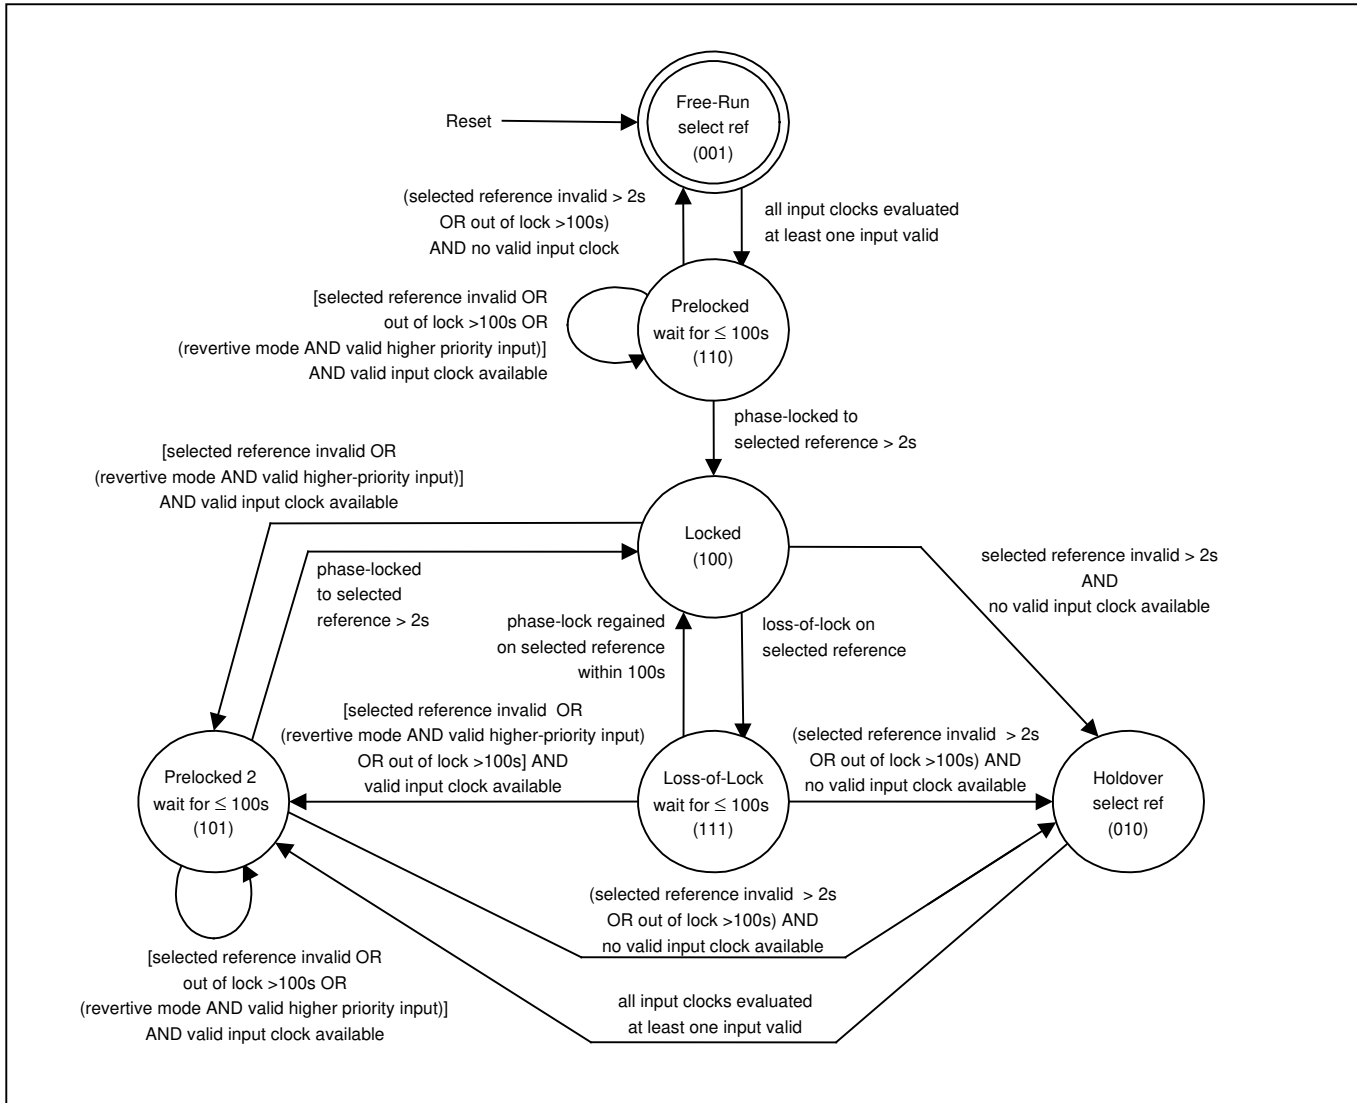 Free-Run
select ref
(001)
Reset
(selected reference invalid > 2s
OR out of lock >100s)
AND no valid input clock
all input clocks evaluated
at least one input valid
[selected reference invalid OR
out of lock >100s OR
(revertive mode AND valid higher priority input)]
AND valid input clock available
Prelocked
wait for ≤ 100s
(110)
phase-locked to
selected reference > 2s
[selected reference invalid OR
(revertive mode AND valid higher-priority input)]
AND valid input clock available
Locked
(100)
selected reference invalid > 2s
AND
no valid input clock available
phase-locked
to selected
reference > 2s
phase-lock regained
on selected reference
within 100s
loss-of-lock on
selected reference
[selected reference invalid OR
(revertive mode AND valid higher-priority input)
OR out of lock >100s] AND
valid input clock available
(selected reference invalid > 2s
OR out of lock >100s) AND
no valid input clock available
Prelocked 2
wait for ≤ 100s
(101)
Loss-of-Lock
wait for ≤ 100s
(111)
Holdover
select ref
(010)
(selected reference invalid > 2s
OR out of lock >100s) AND
no valid input clock available
[selected reference invalid OR
out of lock >100s OR
(revertive mode AND valid higher priority input)]
AND valid input clock available
all input clocks evaluated
at least one input valid